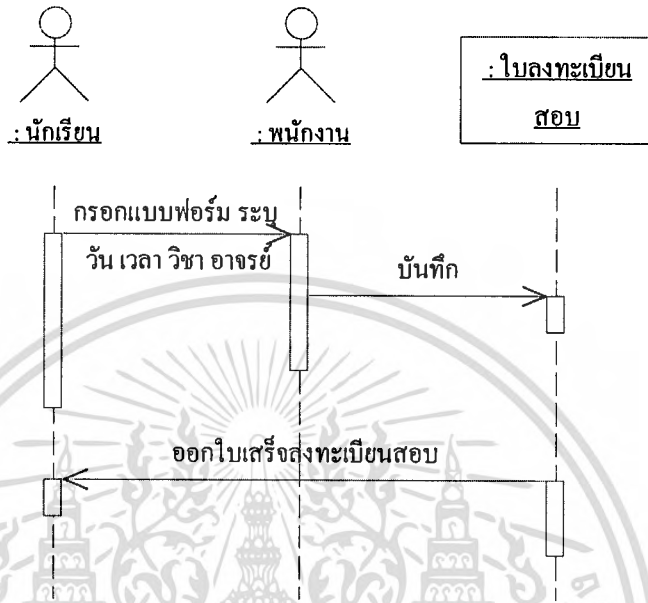 : นักเรียน
: พนักงาน
: ใบลงทะเบียน
สอบ
กรอกแบบฟอร์ม ระบุ
วัน เวลา วิชา อาจรย์
บันทึก
ออกใบเสร็จลงทะเบียนสอบ